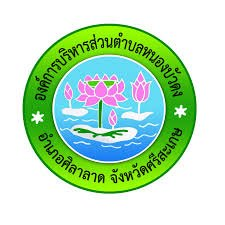 องค์การบริหารส่วนตำบลหนองบัวดง
อำเภอศิลาลาด จังหวัดศรีสะเกษ